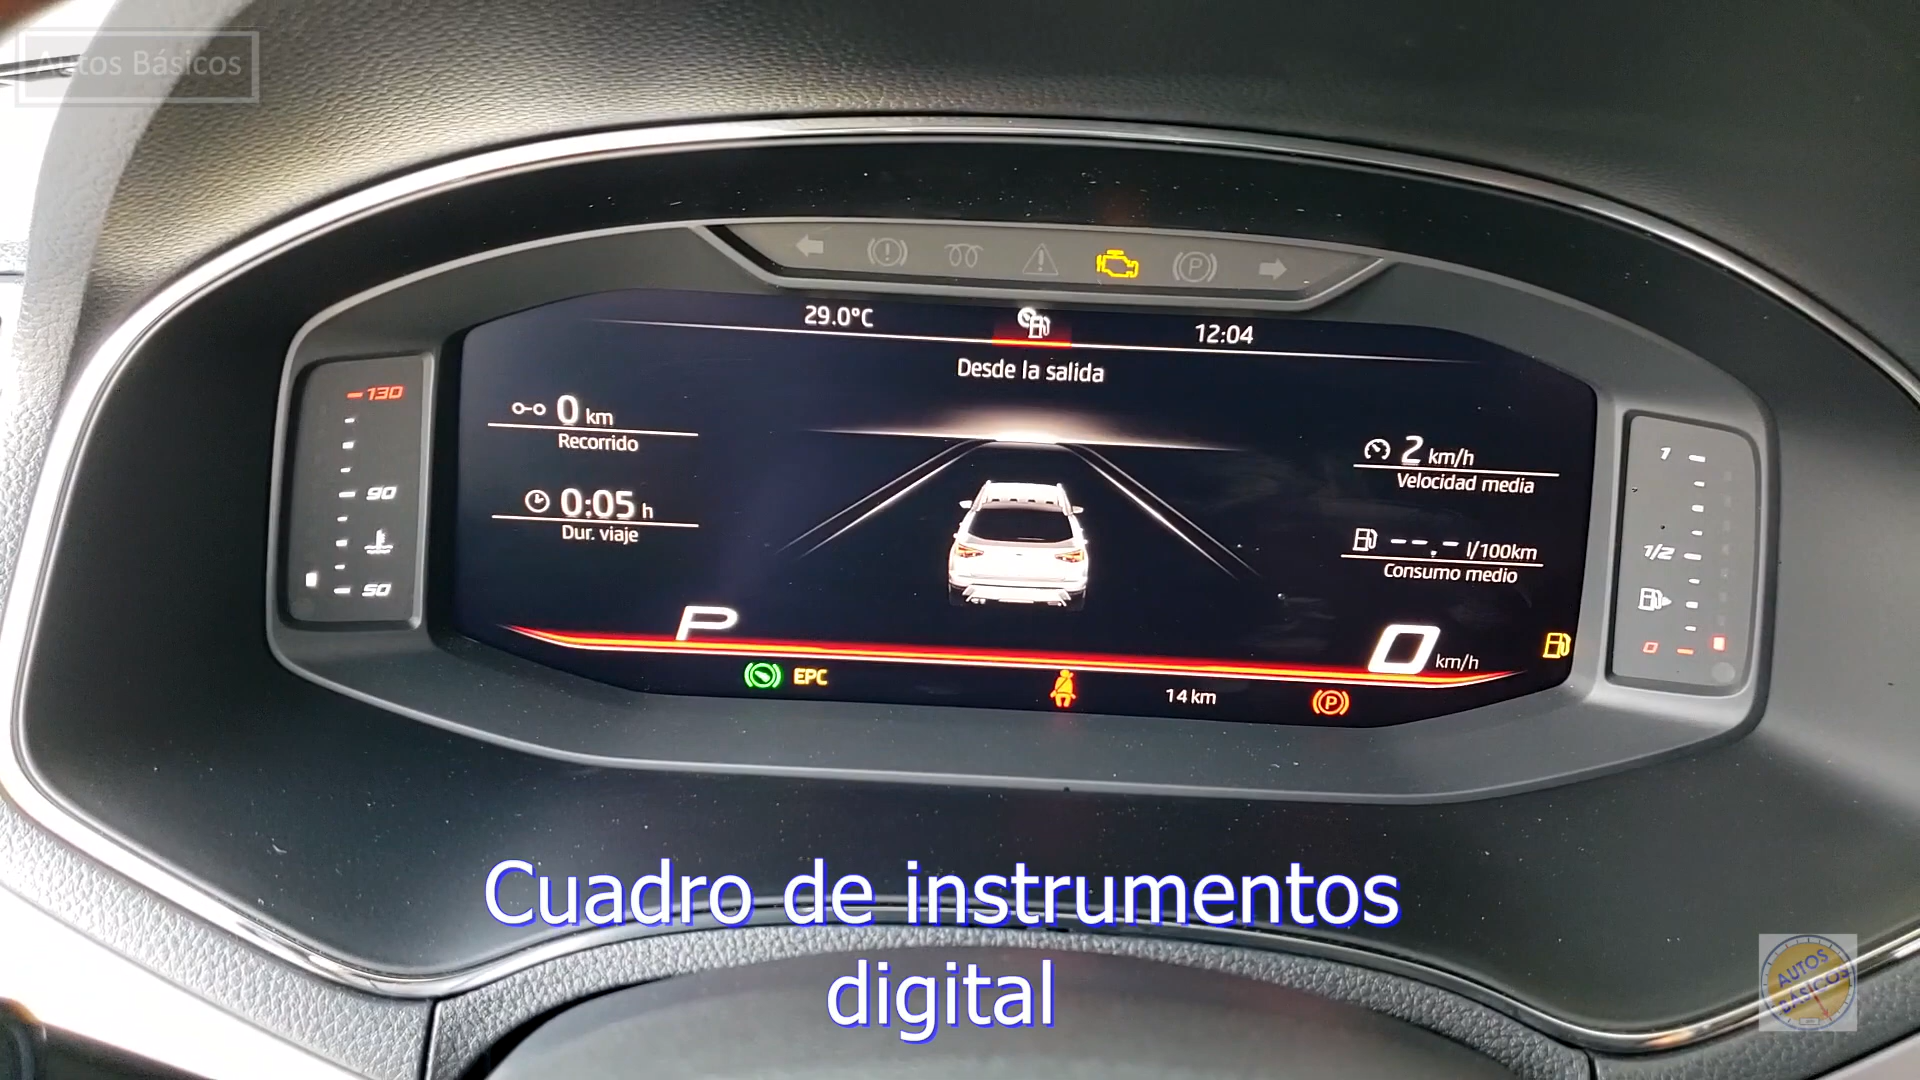 Autos Básicos
29.0°C
12:04
Desde la salida
130
90
50
0 km
Recorrido
0:05 h
Dur. viaje
2 km/h
Velocidad media
--.- l/100km
Consumo medio
1
1/2
0
P
0 km/h
EPC
14 km
P
P
Cuadro de instrumentos
digital
AUTOS
BÁSICOS